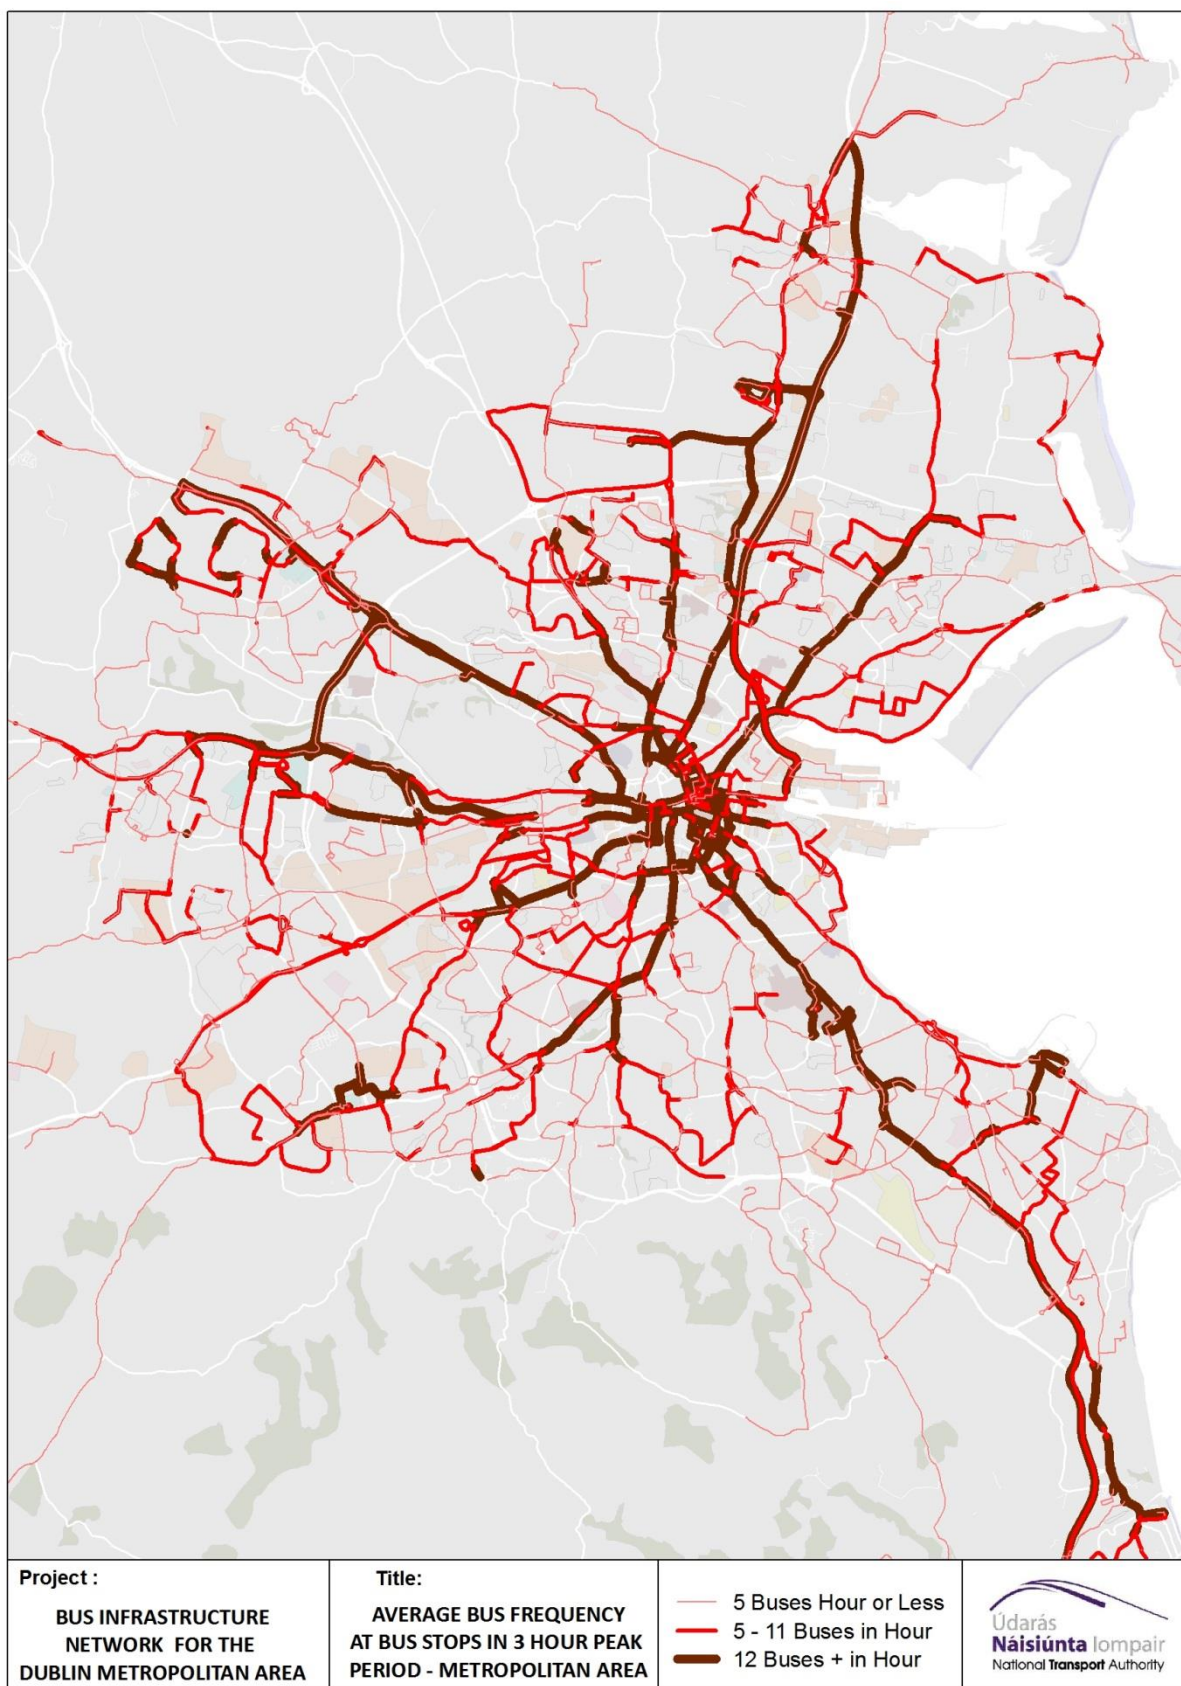 Project :
BUS INFRASTRUCTURE
NETWORK FOR THE
DUBLIN METROPOLITAN AREA
Title:
AVERAGE BUS FREQUENCY
AT BUS STOPS IN 3 HOUR PEAK
PERIOD - METROPOLITAN AREA
5 Buses Hour or Less
5 - 11 Buses in Hour
12 Buses + in Hour
Údarás
Náisiúnta Iompair
National Transport Authority